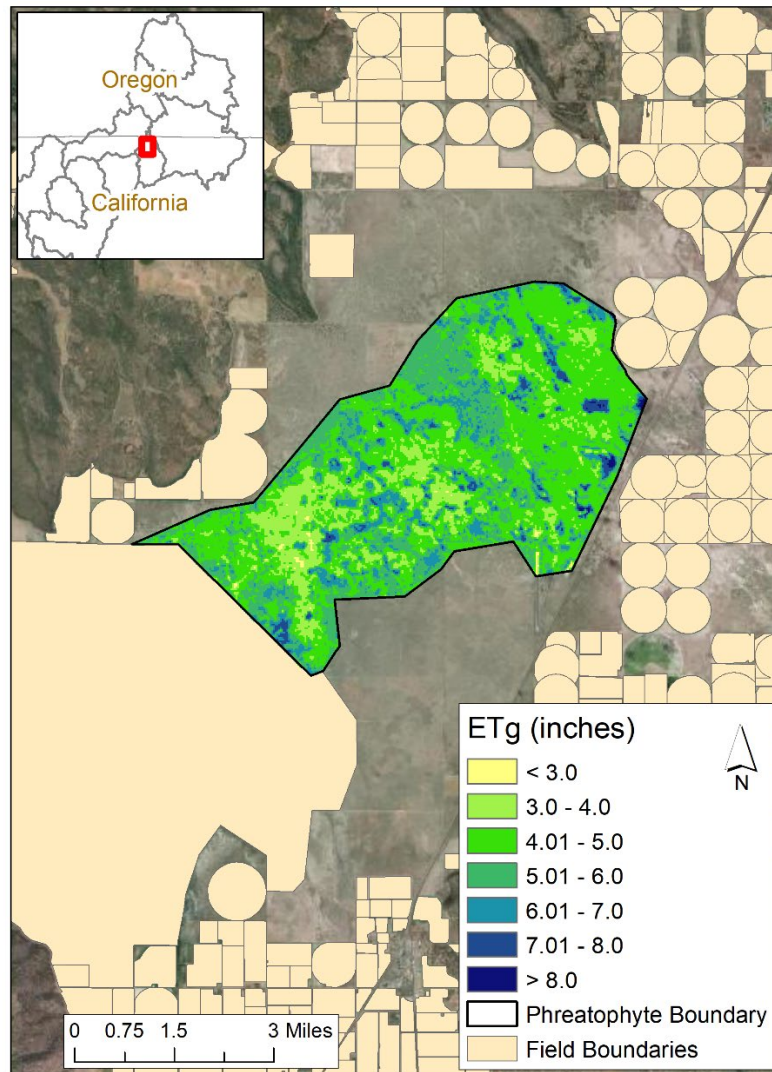 Oregon
California
ETg (inches)
< 3.0
3.0 - 4.0
4.01 - 5.0
5.01 - 6.0
6.01 - 7.0
7.01 - 8.0
> 8.0
Phreatophyte Boundary
Field Boundaries
N
0 0.75 1.5 3 Miles